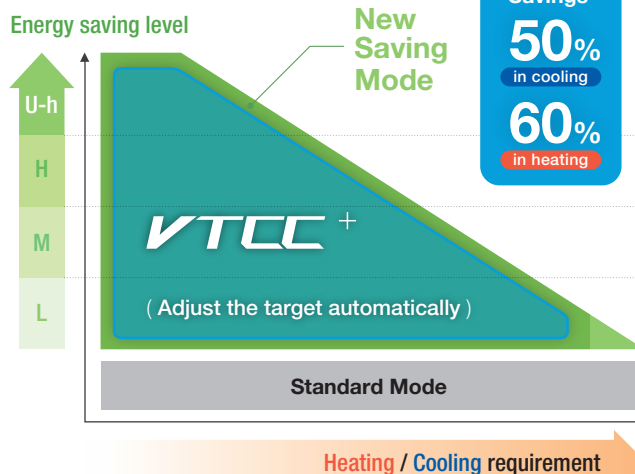 Energy saving level
New
Saving
Mode
Savings
50%
in cooling
60%
in heating
U-h
H
M
L
VTCC+
( Adjust the target automatically )
Standard Mode
Heating / Cooling requirement